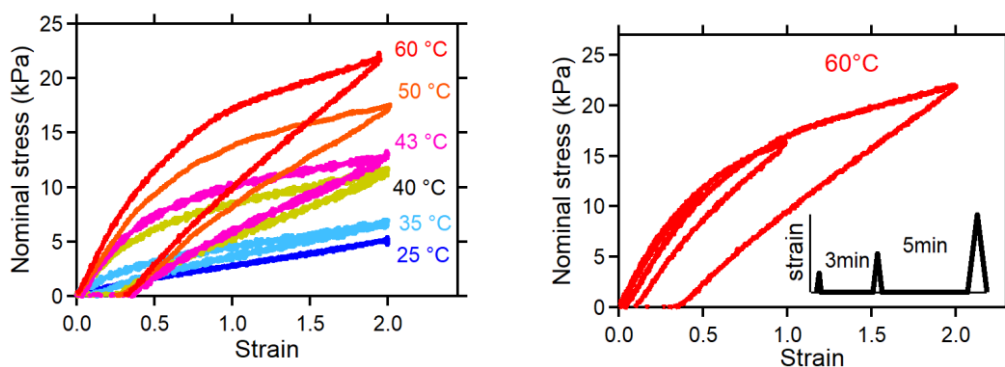 Nominal stress (kPa)
25
20
15
10
5
0
60 °C
50 °C
43 °C
40 °C
35 °C
25 °C
0.0 0.5 1.0 1.5 2.0
Strain
Nominal stress (kPa)
25
20
15
10
5
0
60°C
strain
3min
5min
0.0 0.5 1.0 1.5 2.0
Strain